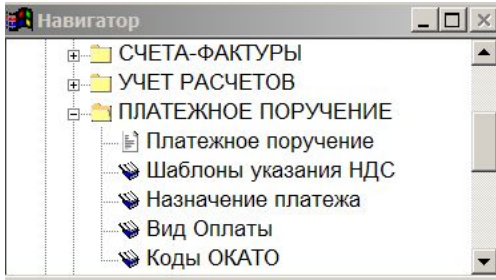 Навигатор
СЧЕТА-ФАКТУРЫ
УЧЕТ РАСЧЕТОВ
ПЛАТЕЖНОЕ ПОРУЧЕНИЕ
Платежное поручение
Шаблоны указания НДС
Назначение платежа
Вид Оплаты
Коды ОКАТО